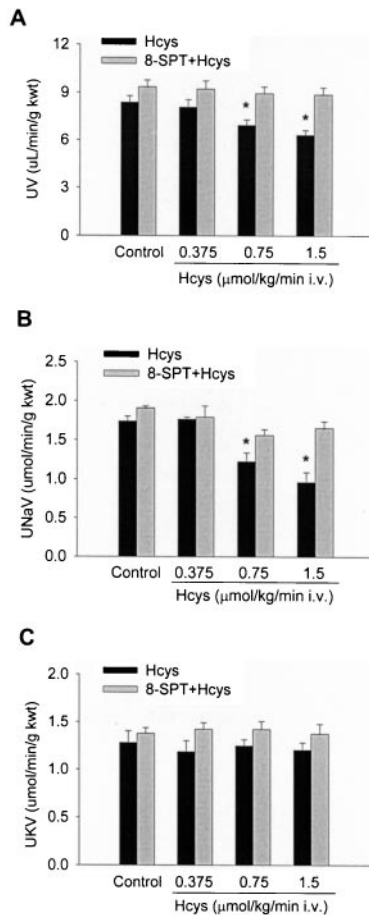 A
Hcys
8-SPT+Hcys
12
9
6
3
0
UV (uL/min/g kwt)
*
*
Control 0.375 0.75 1.5
Hcys (μmol/kg/min i.v.)
B
Hcys
8-SPT+Hcys
2.5
2.0
1.5
1.0
0.5
0.0
UNaV (umol/min/g kwt)
*
*
Control 0.375 0.75 1.5
Hcys (μmol/kg/min i.v.)
C
Hcys
8-SPT+Hcys
2.0
1.5
1.0
0.5
0.0
UKV (umol/min/g kwt)
Control 0.375 0.75 1.5
Hcys (μmol/kg/min i.v.)